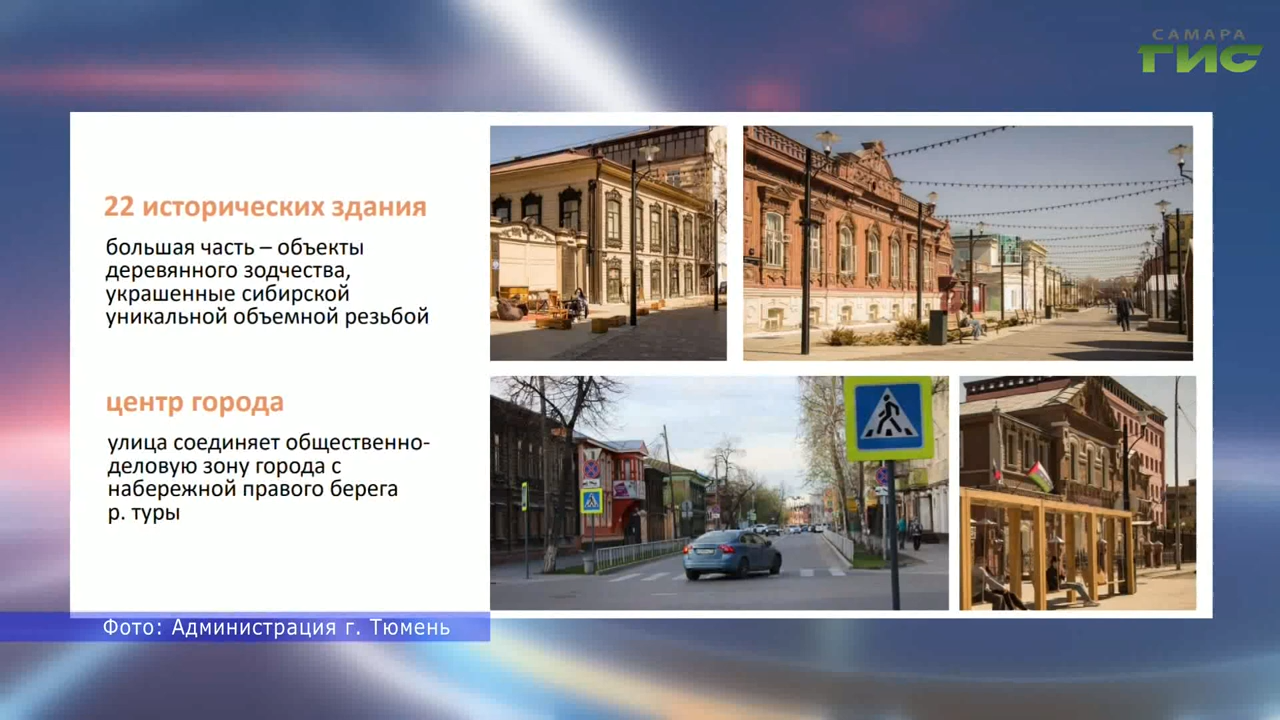 САМАРА
ГИС
22 исторических здания
большая часть – объекты
деревянного зодчества,
украшенные сибирской
уникальной объемной резьбой
центр города
улица соединяет общественно-
деловую зону города с
набережной правого берега
р. туры
Фото: Администрация г. Тюмень